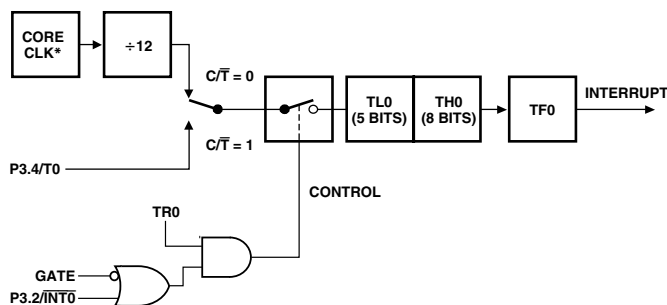 CORE
CLK*
÷12
C/T̅ = 0
TL0
(5 BITS)
TH0
(8 BITS)
TF0
INTERRUPT
C/T̅ = 1
P3.4/T0
CONTROL
TR0
GATE
P3.2/I̅N̅T̅0̅